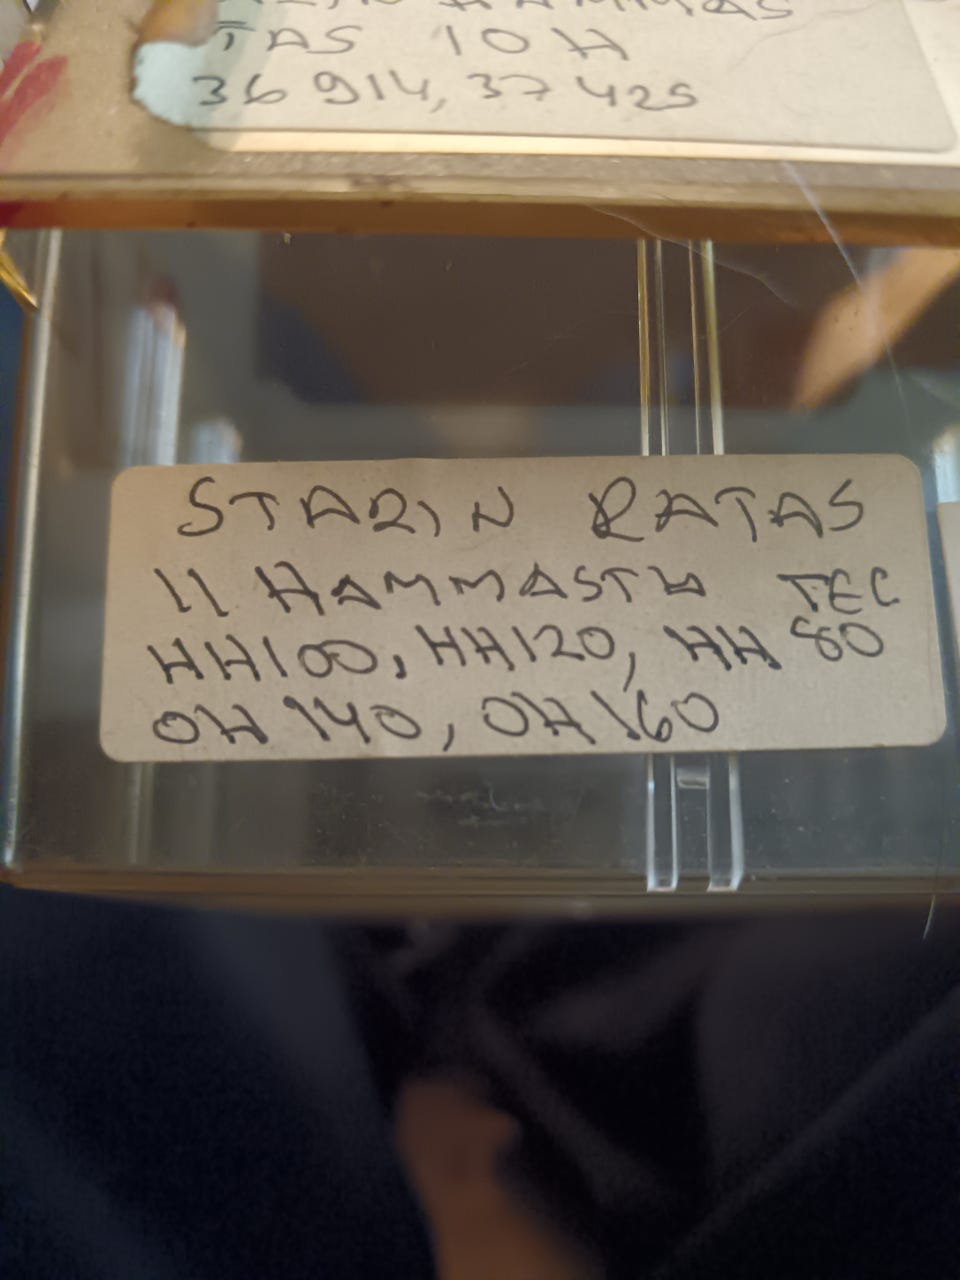 TAS 10 H
36 914, 37 425
STARIN RATAS
11 HAMMASTA TEC
HH100, HH120, HH 80
OH 140, OH 160